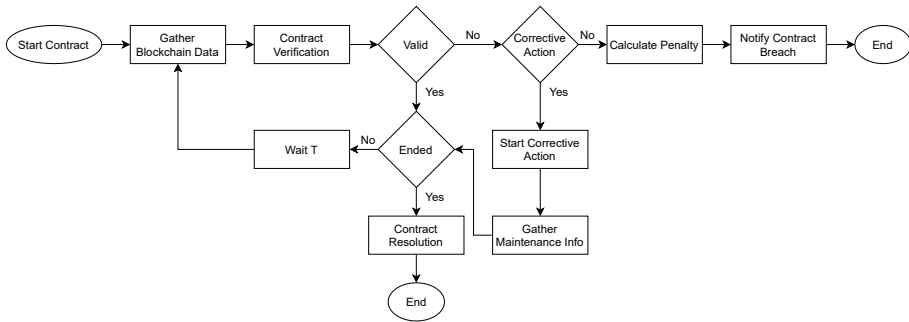 Start Contract
Gather
Blockchain Data
Contract
Verification
Valid
No
Corrective
Action
No
Calculate Penalty
Notify Contract
Breach
End
Yes
Yes
Wait T
No
Ended
Start Corrective
Action
Yes
Contract
Resolution
Gather
Maintenance Info
End